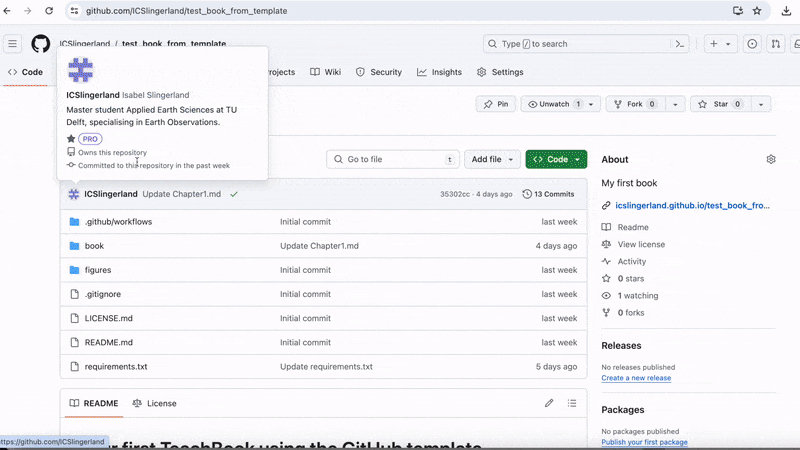 github.com/ICSlingerland/test_book_from_template
ICSlingerland / test_book_from_template
Type / to search
Code
Projects
Wiki
Security
Insights
Settings
ICSlingerland Isabel Slingerland
Master student Applied Earth Sciences at TU
Delft, specialising in Earth Observations.
PRO
Owns this repository
Committed to this repository in the past week
Pin
Unwatch 1
Fork 0
Star 0
Go to file t
Add file
Code
ICSlingerland Update Chapter1.md
35302cc · 4 days ago
13 Commits
.github/workflows Initial commit last week
book Update Chapter1.md 4 days ago
figures Initial commit last week
.gitignore Initial commit last week
LICENSE.md Initial commit last week
README.md Initial commit last week
requirements.txt Update requirements.txt 5 days ago
README
License
first TeachBook using the GitHub template
About
My first book
icslingerland.github.io/test_book_fro...
Readme
View license
Activity
0 stars
1 watching
0 forks
Releases
No releases published
Create a new release
Packages
No packages published
Publish your first package
https://github.com/ICSlingerland